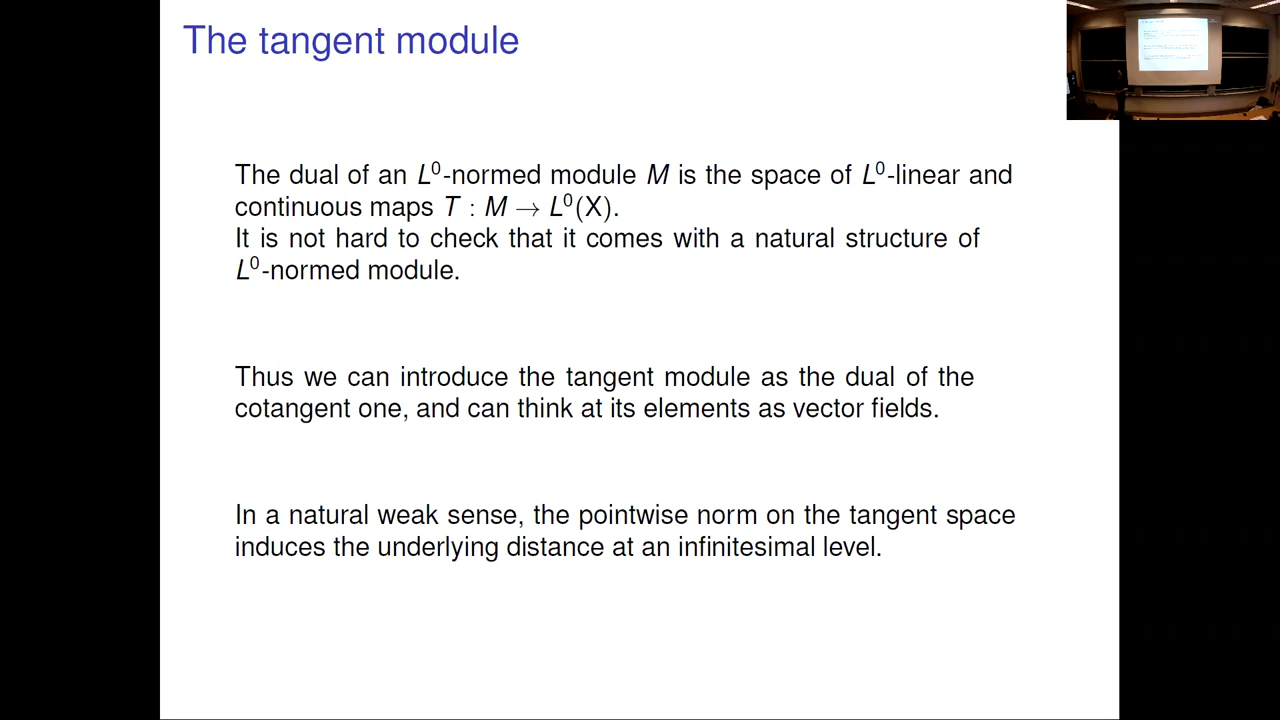 The tangent module
The dual of an L⁰-normed module M is the space of L⁰-linear and
continuous maps T : M → L⁰(X).
It is not hard to check that it comes with a natural structure of
L⁰-normed module.
Thus we can introduce the tangent module as the dual of the
cotangent one, and can think at its elements as vector fields.
In a natural weak sense, the pointwise norm on the tangent space
induces the underlying distance at an infinitesimal level.